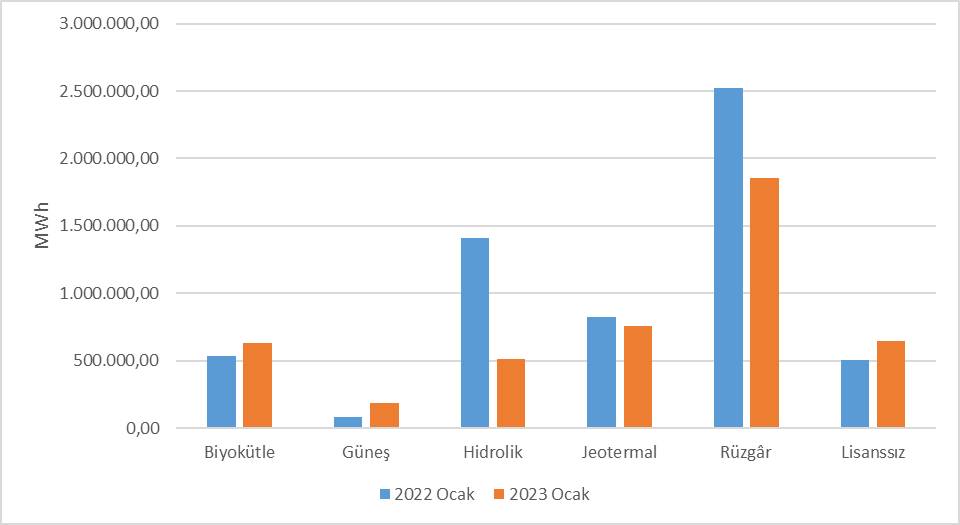 3.000.000,00
2.500.000,00
2.000.000,00
1.500.000,00
1.000.000,00
500.000,00
0,00
MWh
Biyokütle Güneş Hidrolik Jeotermal Rüzgâr Lisanssız
2022 Ocak 2023 Ocak